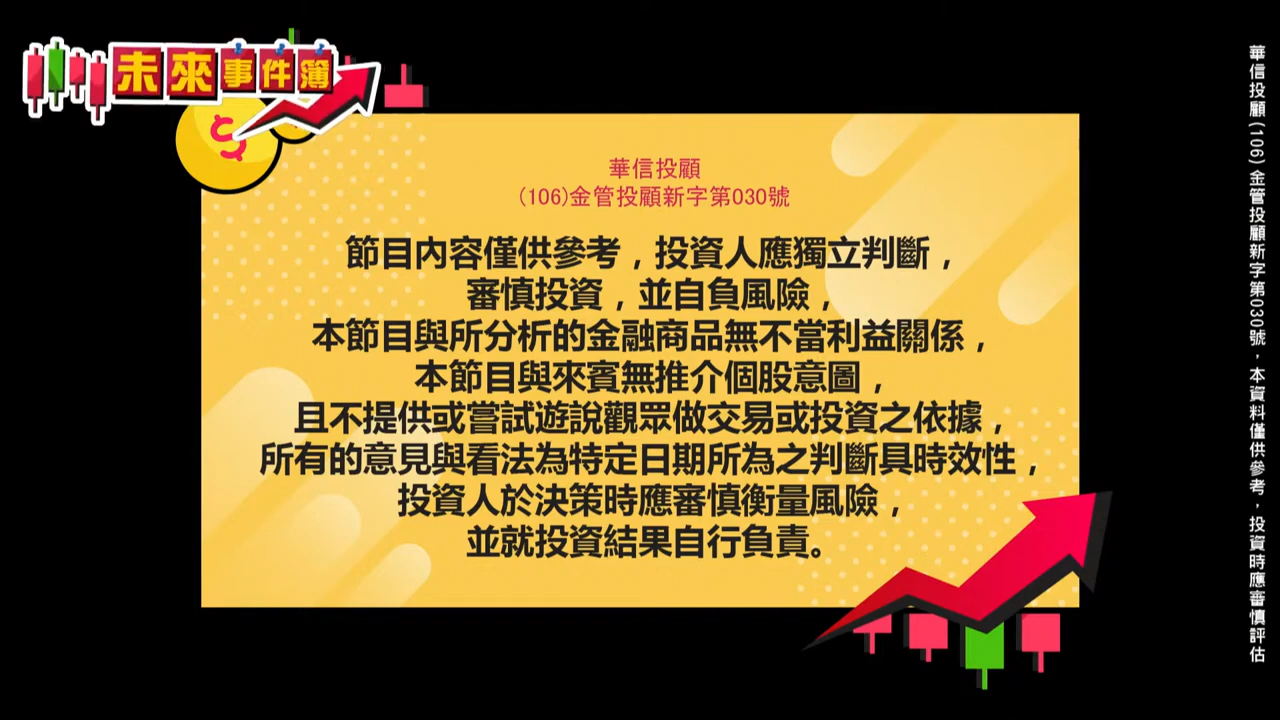 未來事件簿
華信投顧
(106)金管投顧新字第030號
節目內容僅供參考，投資人應獨立判斷，
審慎投資，並自負風險，
本節目與所分析的金融商品無不當利益關係，
本節目與來賓無推介個股意圖，
且不提供或嘗試遊說觀眾做交易或投資之依據，
所有的意見與看法為特定日期所為之判斷具時效性，
投資人於決策時應審慎衡量風險，
並就投資結果自行負責。
華信投顧(106)金管投顧新字第030號，本資料僅供參考，投資時應審慎評估